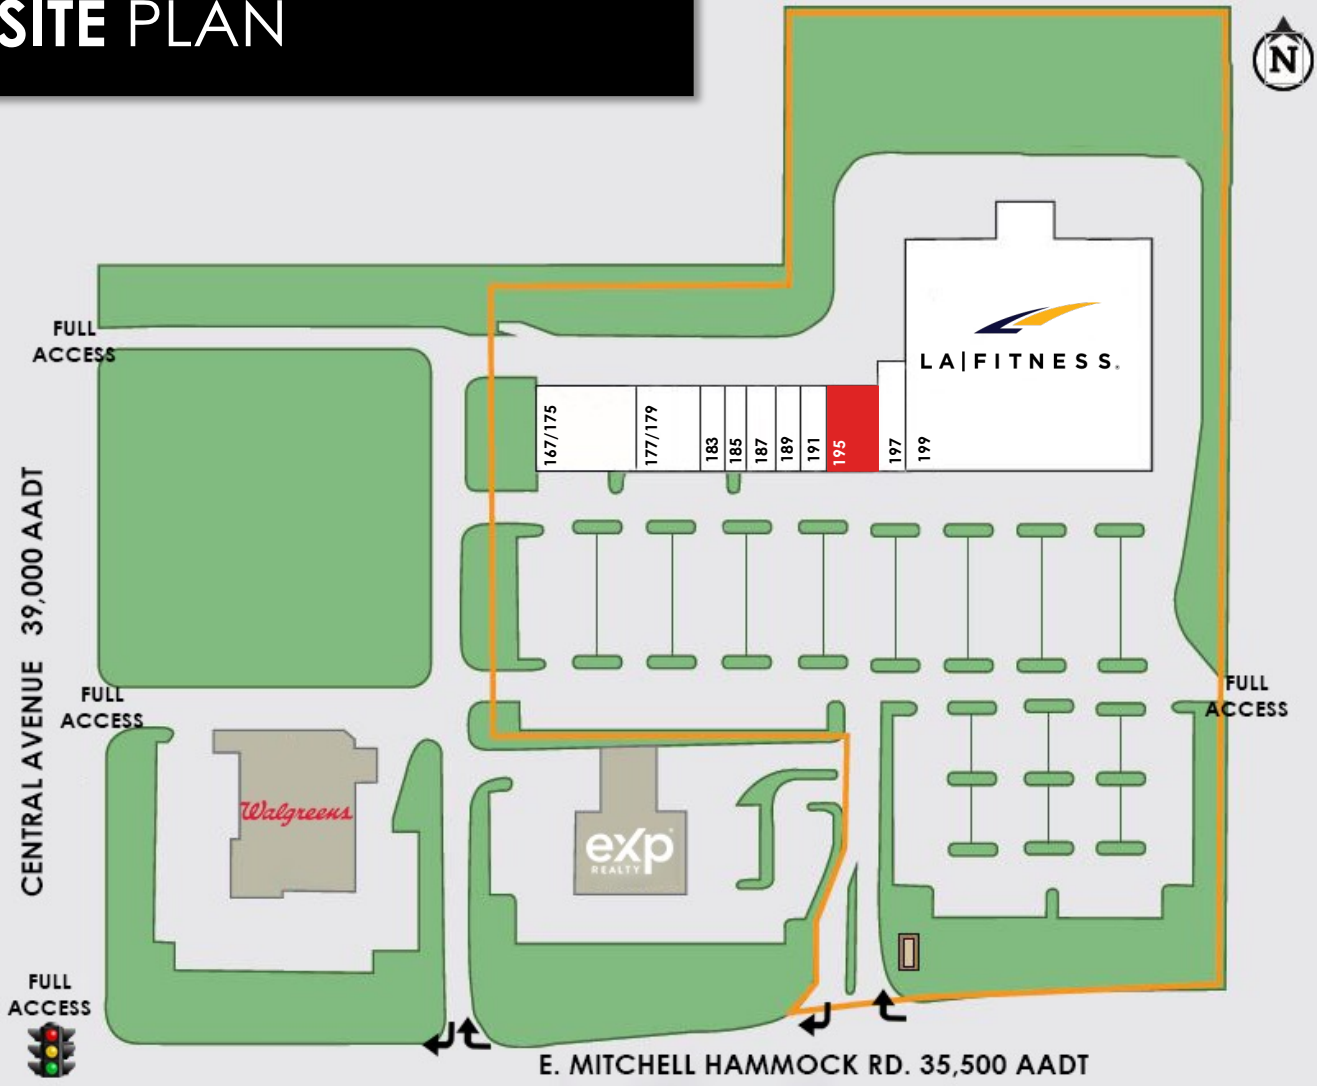 SITE PLAN
N
FULL
ACCESS
LA|FITNESS.
167/175
177/179
183
185
187
189
191
195
197
199
CENTRAL AVENUE 39,000 AADT
FULL
ACCESS
FULL
ACCESS
Walgreens
exp
REALTY
FULL
ACCESS
E. MITCHELL HAMMOCK RD. 35,500 AADT